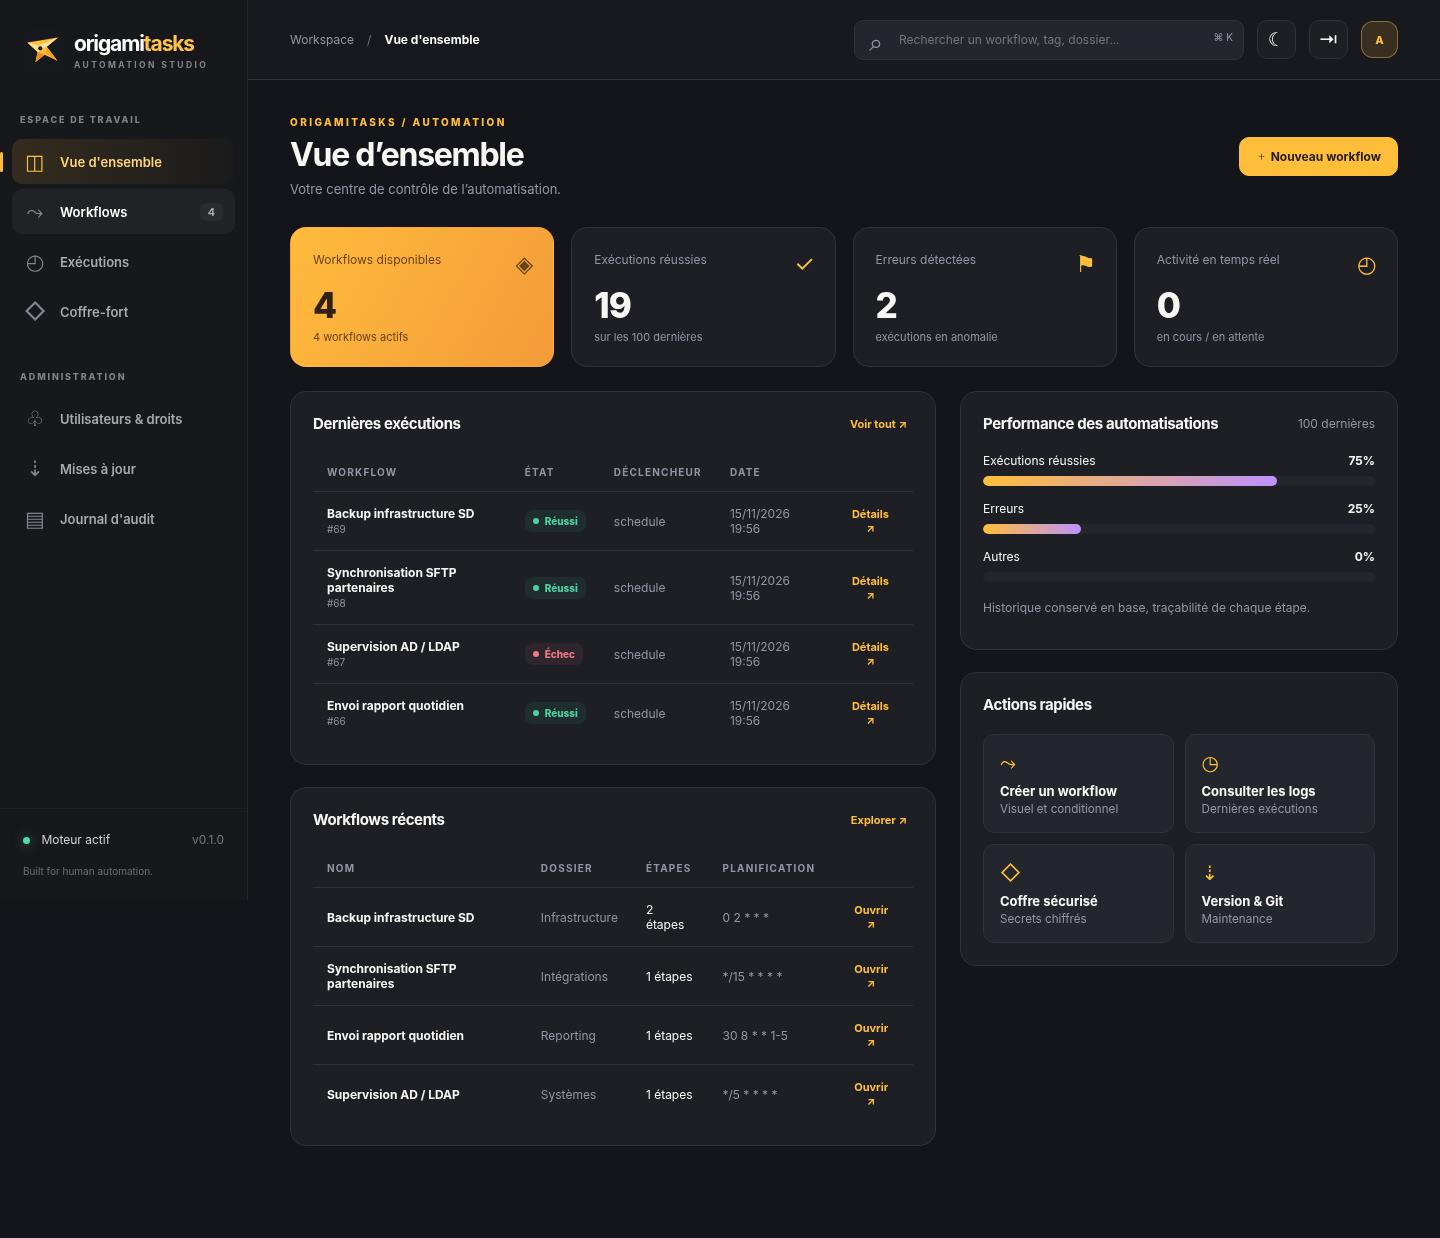 origamitasks
AUTOMATION STUDIO
ESPACE DE TRAVAIL
Vue d'ensemble
Workflows 4
Exécutions
Coffre-fort
ADMINISTRATION
Utilisateurs & droits
Mises à jour
Journal d'audit
Moteur actif v0.1.0
Built for human automation.
Workspace / Vue d'ensemble
Rechercher un workflow, tag, dossier... ⌘ K
A
ORIGAMITASKS / AUTOMATION
Vue d’ensemble
Votre centre de contrôle de l’automatisation.
+ Nouveau workflow
Workflows disponibles
4
4 workflows actifs
Exécutions réussies
19
sur les 100 dernières
Erreurs détectées
2
exécutions en anomalie
Activité en temps réel
0
en cours / en attente
Dernières exécutions Voir tout ↗
WORKFLOW ÉTAT DÉCLENCHEUR DATE
Backup infrastructure SD
#69
Réussi
schedule
15/11/2026
19:56
Détails
↗
Synchronisation SFTP
partenaires
#68
Réussi
schedule
15/11/2026
19:56
Détails
↗
Supervision AD / LDAP
#67
Échec
schedule
15/11/2026
19:56
Détails
↗
Envoi rapport quotidien
#66
Réussi
schedule
15/11/2026
19:56
Détails
↗
Workflows récents Explorer ↗
NOM DOSSIER ÉTAPES PLANIFICATION
Backup infrastructure SD
Infrastructure
2
étapes
0 2 * * *
Ouvrir
↗
Synchronisation SFTP
partenaires
Intégrations
1 étapes
*/15 * * * *
Ouvrir
↗
Envoi rapport quotidien
Reporting
1 étapes
30 8 * * 1-5
Ouvrir
↗
Supervision AD / LDAP
Systèmes
1 étapes
*/5 * * * *
Ouvrir
↗
Performance des automatisations 100 dernières
Exécutions réussies 75%
Erreurs 25%
Autres 0%
Historique conservé en base, traçabilité de chaque étape.
Actions rapides
Créer un workflow
Visuel et conditionnel
Consulter les logs
Dernières exécutions
Coffre sécurisé
Secrets chiffrés
Version & Git
Maintenance